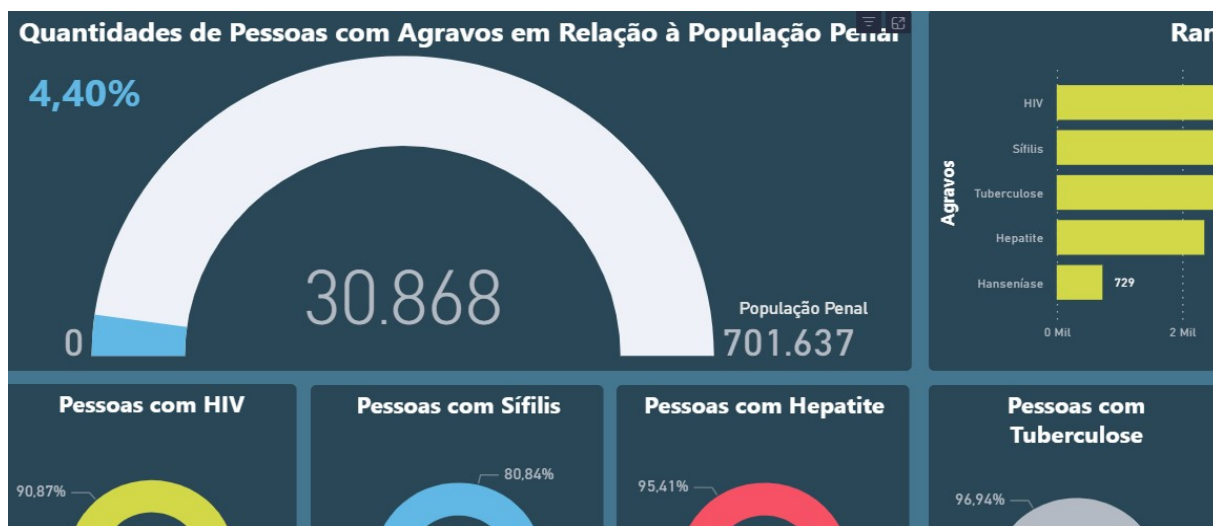 Quantidades de Pessoas com Agravos em Relação à População Penal
4,40%
30.868
0
População Penal
701.637
Agravos
HIV
Sífilis
Tuberculose
Hepatite
Hanseníase
729
0 Mil
2 Mil
Pessoas com HIV
90,87%
Pessoas com Sífilis
80,84%
Pessoas com Hepatite
95,41%
Pessoas com
Tuberculose
96,94%